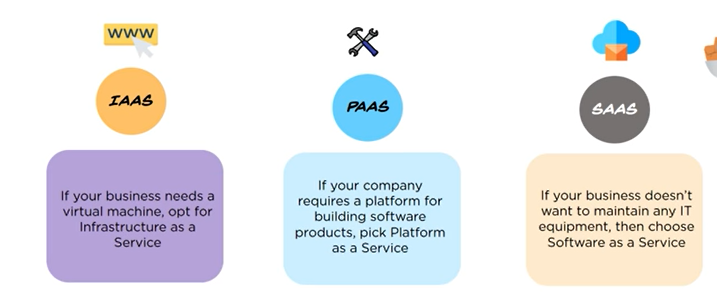 WWW
IAAS
If your business needs a
virtual machine, opt for
Infrastructure as a
Service
PAAS
If your company
requires a platform for
building software
products, pick Platform
as a Service
SAAS
If your business doesn't
want to maintain any IT
equipment, then choose
Software as a Service